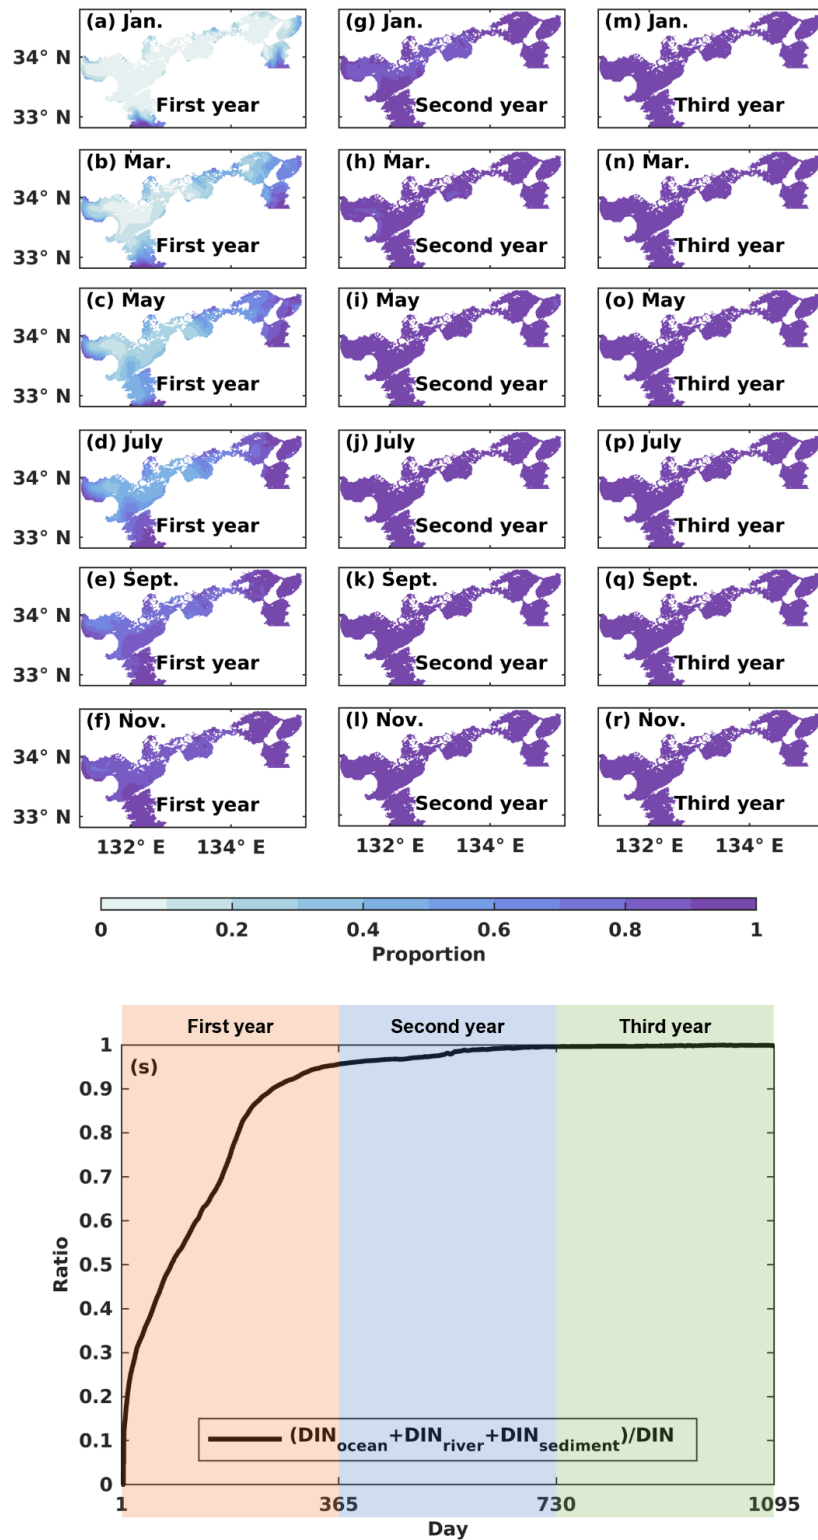 (a) Jan. (g) Jan. (m) Jan.
34° N
33° N
First year Second year Third year
(b) Mar. (h) Mar. (n) Mar.
34° N
33° N
First year Second year Third year
(c) May (i) May (o) May
34° N
33° N
First year Second year Third year
(d) July (j) July (p) July
34° N
33° N
First year Second year Third year
(e) Sept. (k) Sept. (q) Sept.
34° N
33° N
First year Second year Third year
(f) Nov. (l) Nov. (r) Nov.
34° N
33° N
First year Second year Third year
132° E 134° E 132° E 134° E 132° E 134° E
0 0.2 0.4 0.6 0.8 1
Proportion
First year Second year Third year
(s)
1
0.9
0.8
0.7
0.6
0.5
0.4
0.3
0.2
0.1
0
Ratio
(DINocean+DINriver+DINsediment)/DIN
1 365 730 1095
Day